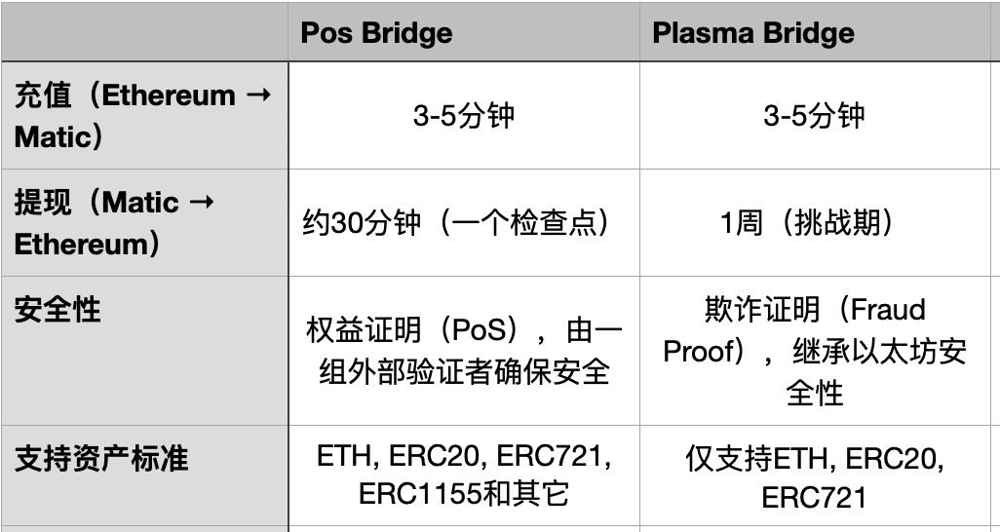 Pos Bridge
Plasma Bridge
充值（Ethereum →
Matic）
3-5分钟
3-5分钟
提现（Matic →
Ethereum）
约30分钟（一个检查点）
1周（挑战期）
安全性
权益证明（PoS），由一
组外部验证者确保安全
欺诈证明（Fraud
Proof），继承以太坊安
全性
支持资产标准
ETH, ERC20, ERC721,
ERC1155和其它
仅支持ETH, ERC20,
ERC721